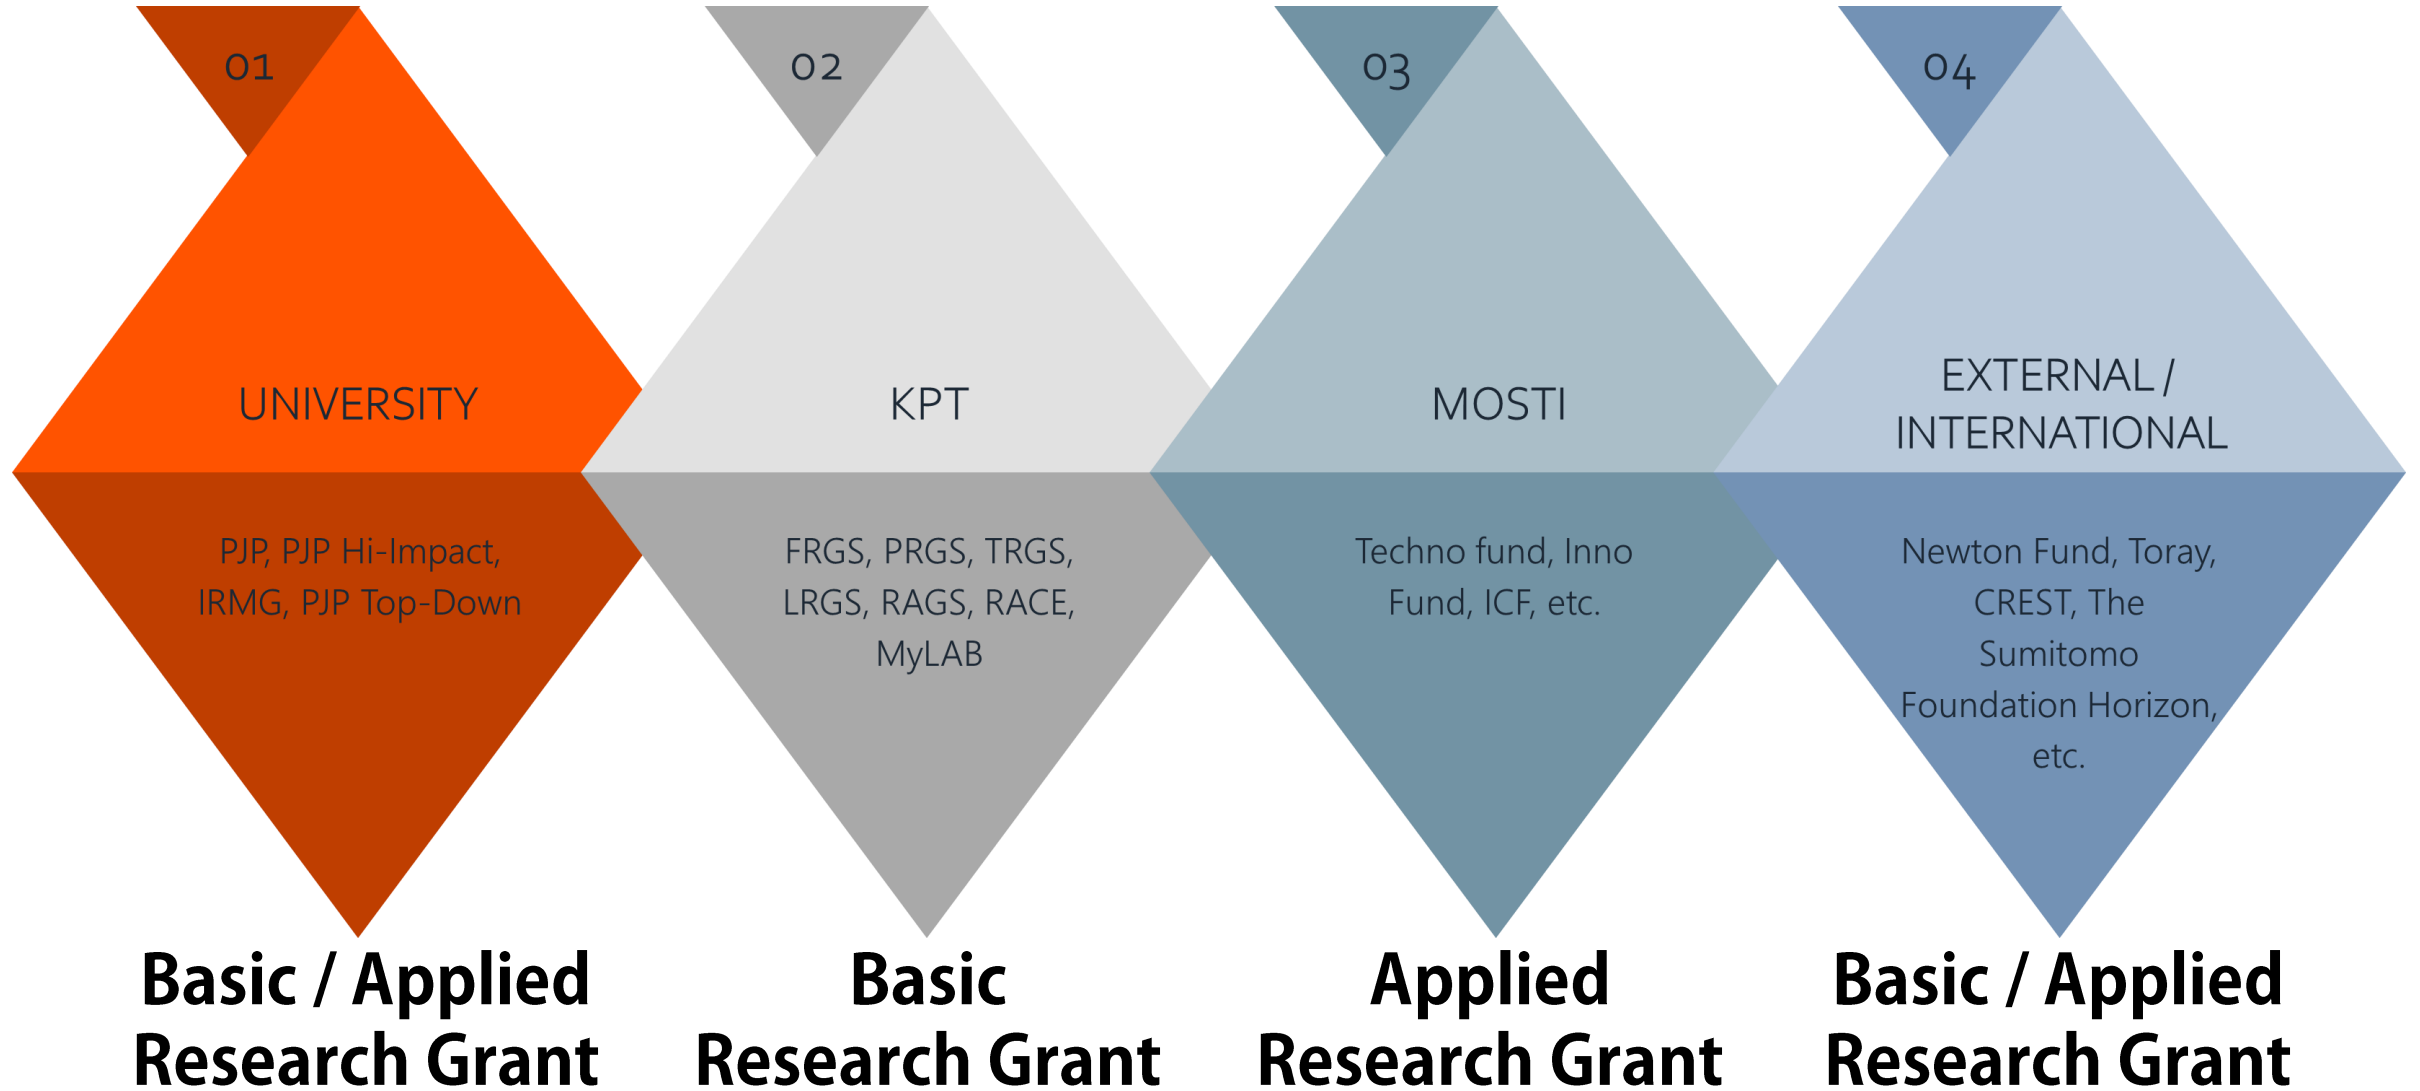 01
UNIVERSITY
PJP, PJP Hi-Impact,
IRMG, PJP Top-Down
Basic / Applied
Research Grant
02
KPT
FRGS, PRGS, TRGS,
LRGS, RAGS, RACE,
MyLAB
Basic
Research Grant
03
MOSTI
Techno fund, Inno
Fund, ICF, etc.
Applied
Research Grant
04
EXTERNAL /
INTERNATIONAL
Newton Fund, Toray,
CREST, The
Sumitomo
Foundation Horizon,
etc.
Basic / Applied
Research Grant